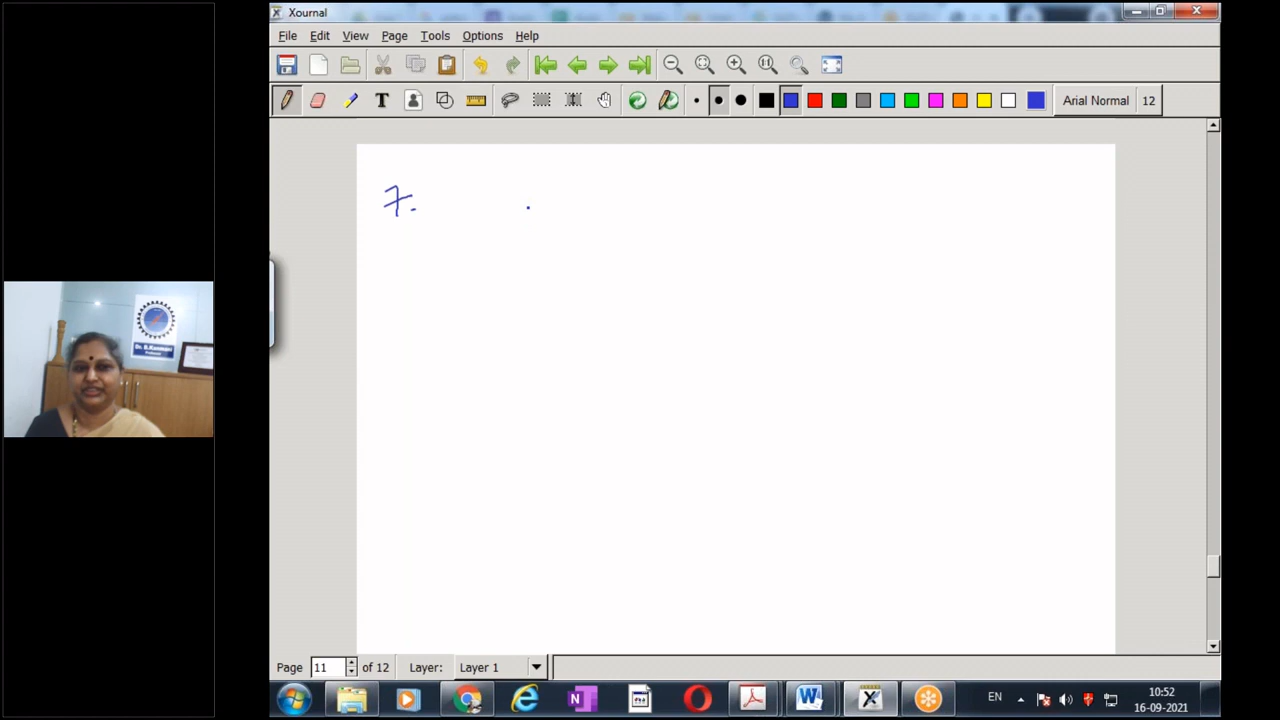 Xournal
File Edit View Page Tools Options Help
T Arial Normal 12
7.
Page 11 of 12 Layer: Layer 1
EN 10:52
16-09-2021